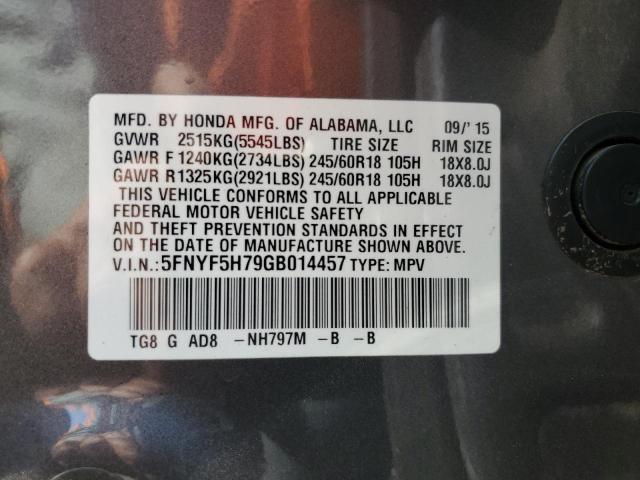 MFD. BY HONDA MFG. OF ALABAMA, LLC 09/'15
GVWR 2515KG(5545LBS) TIRE SIZE RIM SIZE
GAWR F1240KG(2734LBS) 245/60R18 105H 18X8.0J
GAWR R1325KG(2921LBS) 245/60R18 105H 18X8.0J
THIS VEHICLE CONFORMS TO ALL APPLICABLE
FEDERAL MOTOR VEHICLE SAFETY
AND THEFT PREVENTION STANDARDS IN EFFECT
ON THE DATE OF MANUFACTURE SHOWN ABOVE.
V.I.N.:5FNYF5H79GB014457 TYPE: MPV
TG8 G AD8 -NH797M -B -B